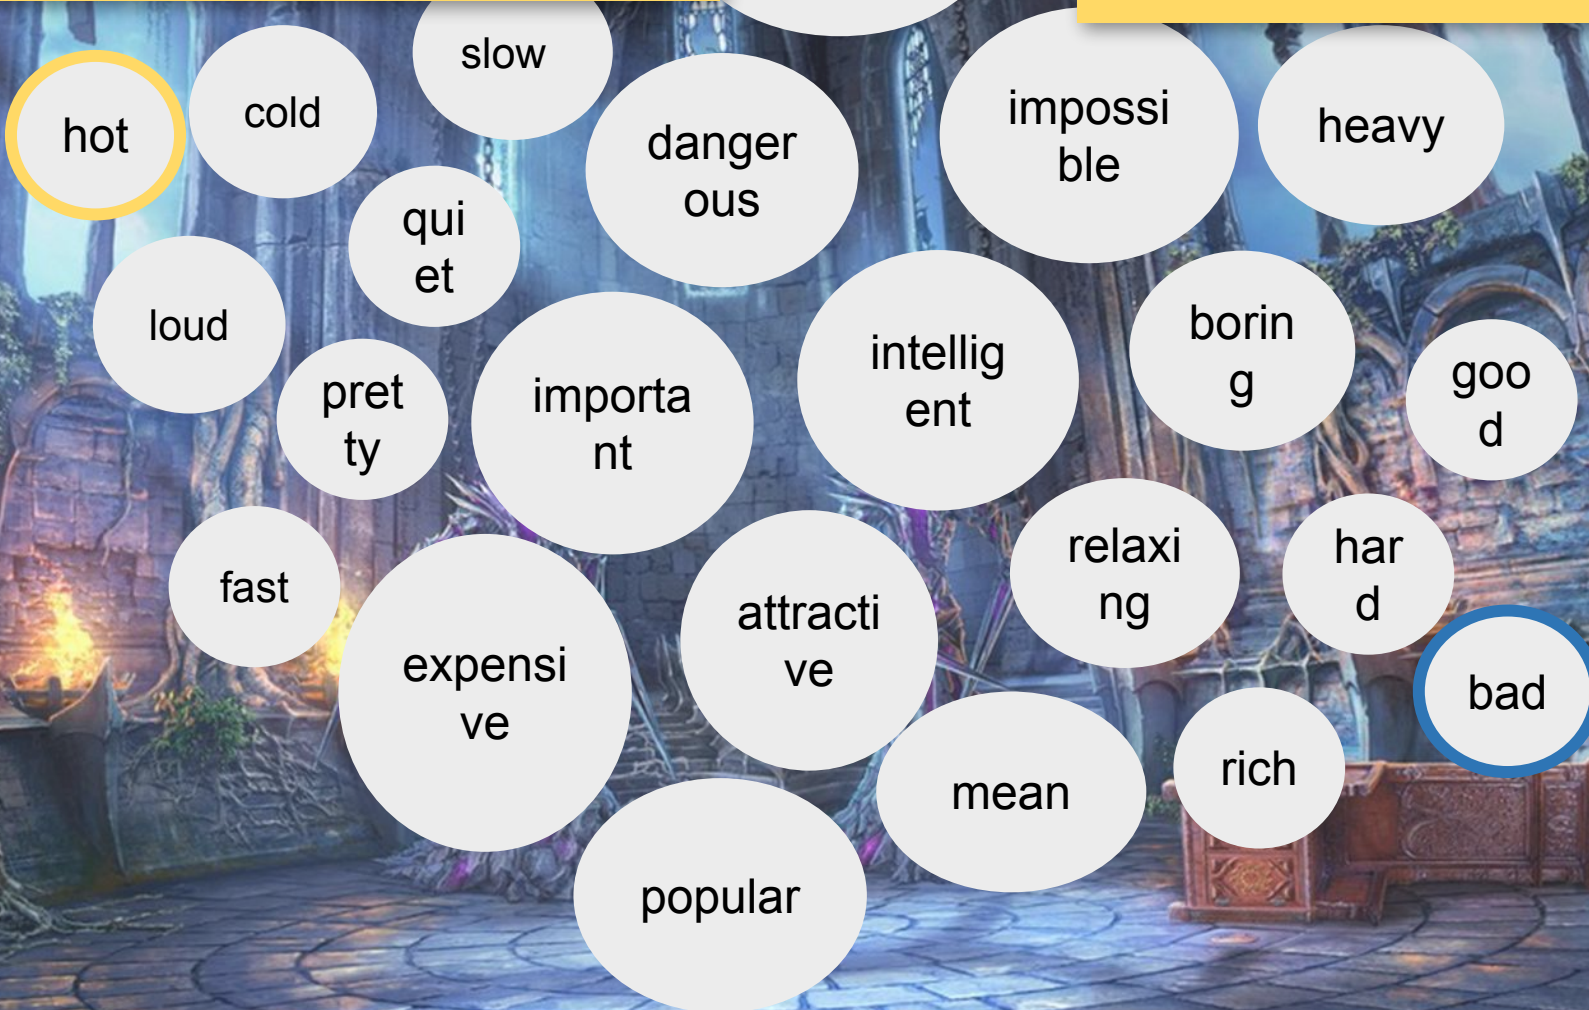 slow
hot
cold
danger
ous
impossi
ble
heavy
qui
et
loud
pret
ty
importa
nt
intellig
ent
borin
g
goo
d
fast
expensi
ve
attracti
ve
relaxi
ng
har
d
bad
mean
rich
popular